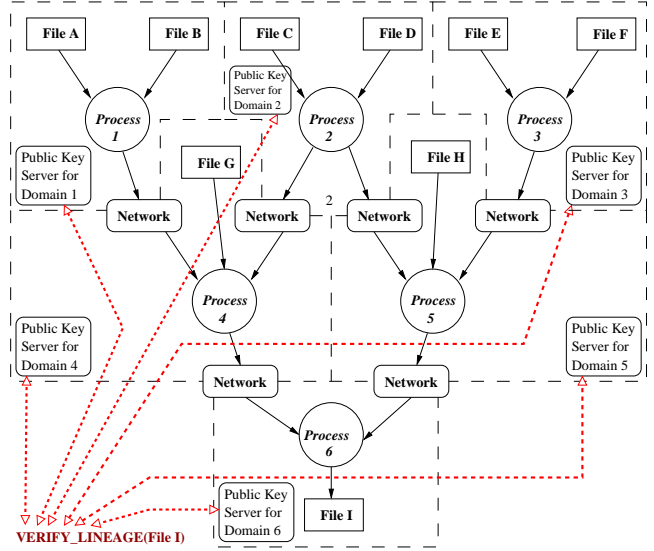 File A
File B
File C
File D
File E
File F
Public Key
Server for
Domain 2
Process
1
Process
2
Process
3
Public Key
Server for
Domain 1
File G
File H
Public Key
Server for
Domain 3
Network
Network
2
Network
Network
Process
4
Process
5
Public Key
Server for
Domain 4
Public Key
Server for
Domain 5
Network
Network
Process
6
Public Key
Server for
Domain 6
File I
VERIFY_LINEAGE(File I)